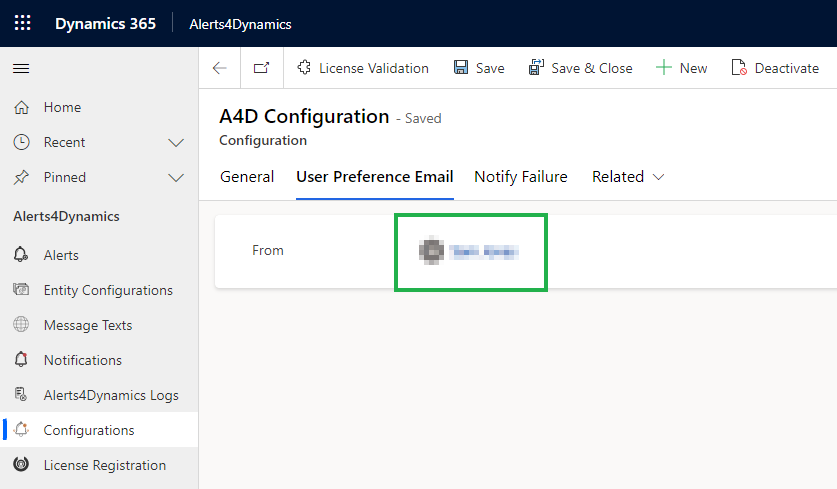 Dynamics 365 Alerts4Dynamics
License Validation Save Save & Close New Deactivate
Home
Recent
Pinned
Alerts4Dynamics
Alerts
Entity Configurations
Message Texts
Notifications
Alerts4Dynamics Logs
Configurations
License Registration
A4D Configuration - Saved
Configuration
General User Preference Email Notify Failure Related
From